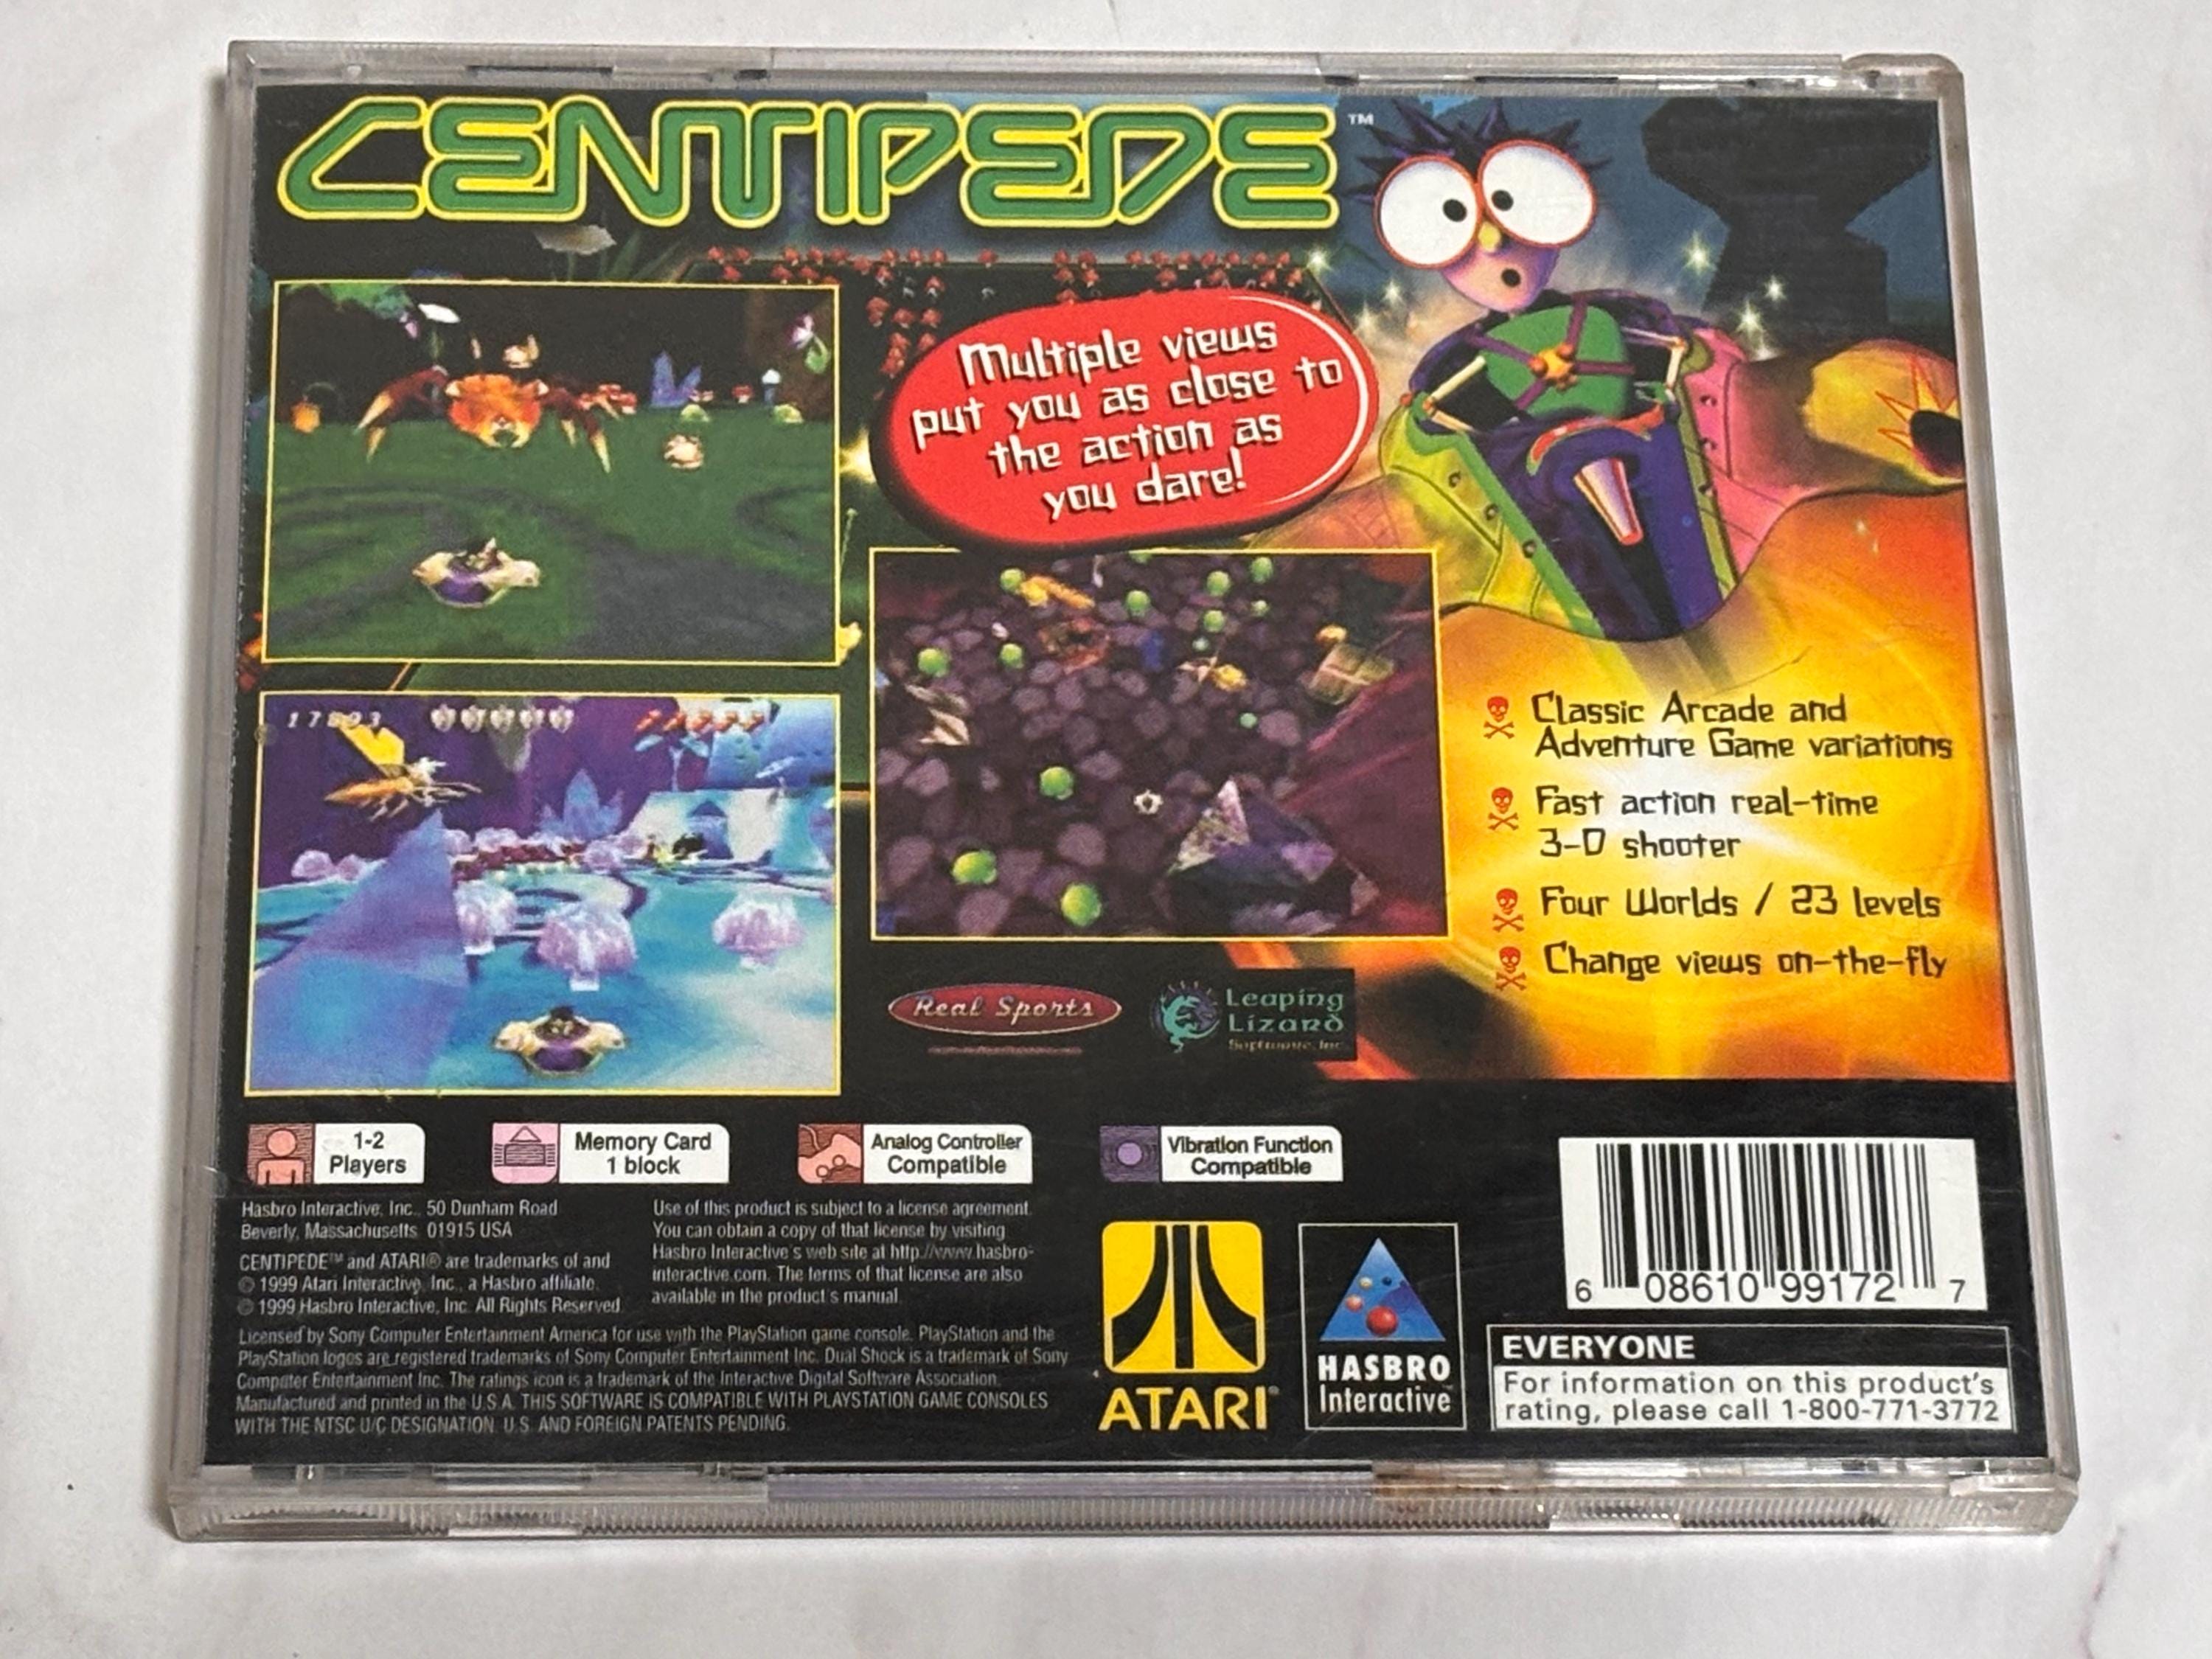 CENTIPEDE™
Multiple views
put you as close to
the action as
you dare!
17893
Classic Arcade and
Adventure Game variations
Fast action real-time
3-D shooter
Four Worlds / 23 levels
Change views on-the-fly
Real Sports
Leaping
Lizard
Software, Inc.
1-2
Players
Memory Card
1 block
Analog Controller
Compatible
Vibration Function
Compatible
Hasbro Interactive, Inc. 50 Dunham Road
Beverly, Massachusetts 01915 USA
CENTIPEDE™ and ATARI® are trademarks of and
© 1999 Atari Interactive, Inc., a Hasbro affiliate.
© 1999 Hasbro Interactive, Inc. All Rights Reserved.
Use of this product is subject to a license agreement.
You can obtain a copy of that license by visiting
Hasbro Interactive's web site at http://www.hasbro-
interactive.com. The terms of that license are also
available in the product's manual.
Licensed by Sony Computer Entertainment America for use with the PlayStation game console. PlayStation and the
PlayStation logos are registered trademarks of Sony Computer Entertainment Inc. Dual Shock is a trademark of Sony
Computer Entertainment Inc. The ratings icon is a trademark of the Interactive Digital Software Association.
Manufactured and printed in the U.S.A. THIS SOFTWARE IS COMPATIBLE WITH PLAYSTATION GAME CONSOLES
WITH THE NTSC U/C DESIGNATION. U.S. AND FOREIGN PATENTS PENDING.
ATARI®
HASBRO
Interactive™
6 08610 99172 7
EVERYONE
For information on this product's
rating, please call 1-800-771-3772